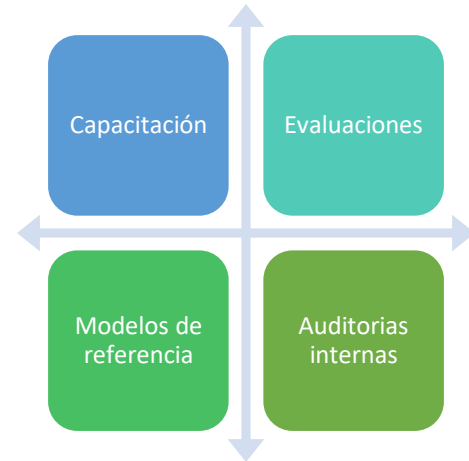 Capacitación
Evaluaciones
Modelos de
referencia
Auditorias
internas